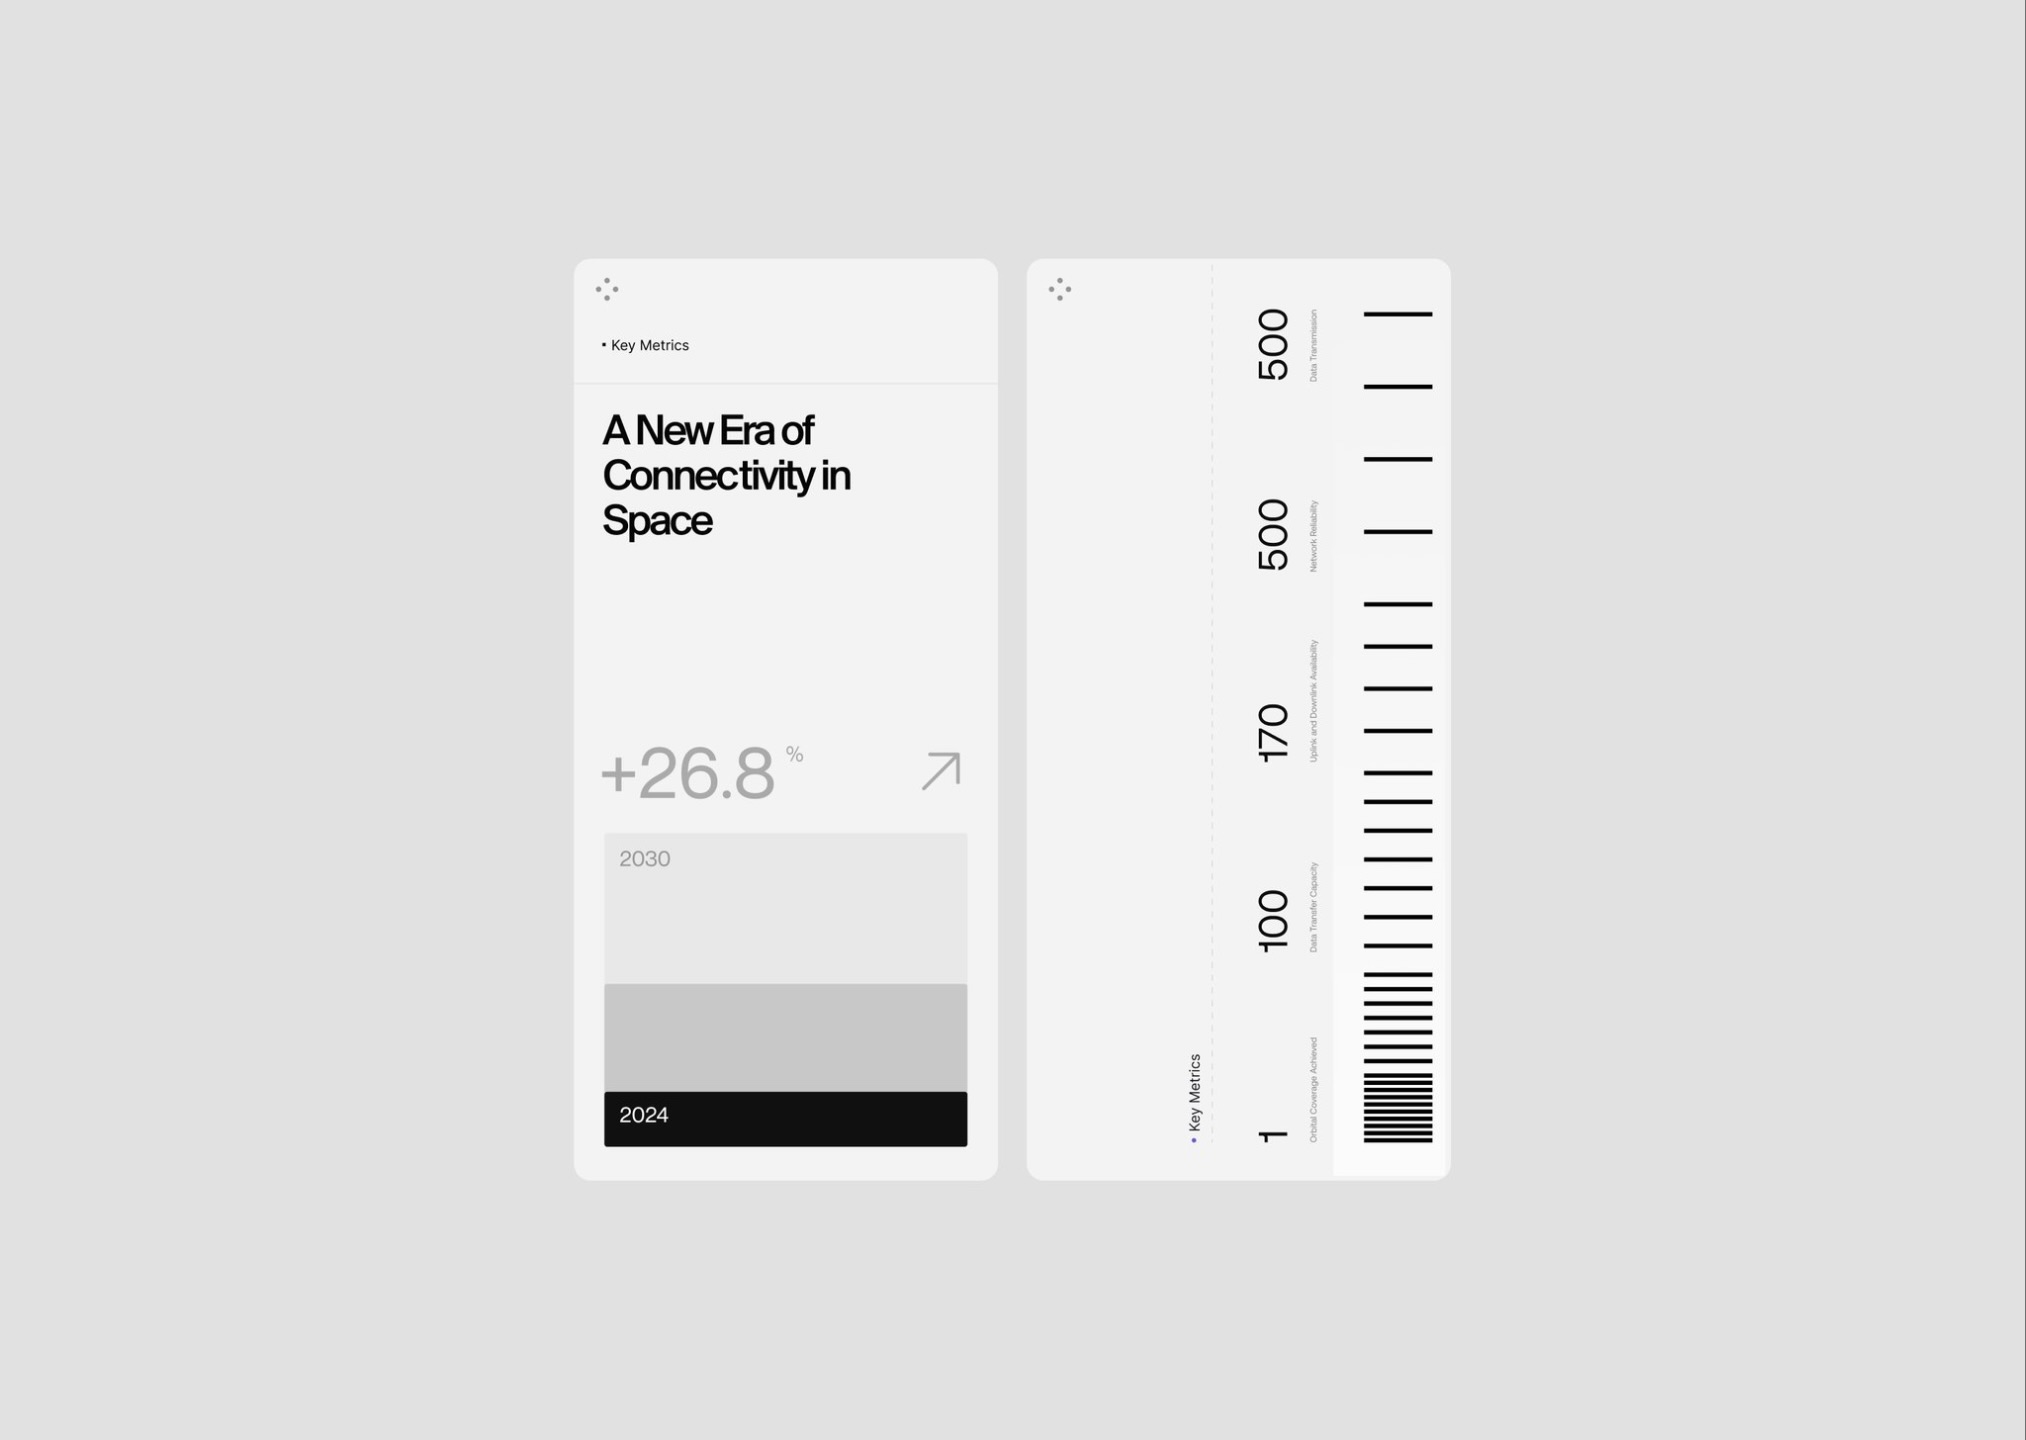 • Key Metrics
A New Era of
Connectivity in
Space
+26.8 %
2030
2024
• Key Metrics
500
Data Transmission
500
Network Reliability
170
Uplink and Downlink Availability
100
Data Transfer Capacity
1
Orbital Coverage Achieved